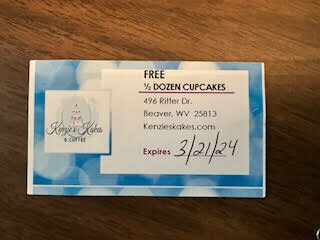 Kenzie's Kakes
& COFFEE
FREE
½ DOZEN CUPCAKES
496 Ritter Dr.
Beaver, WV 25813
Kenzieskakes.com
Expires 3/21/24